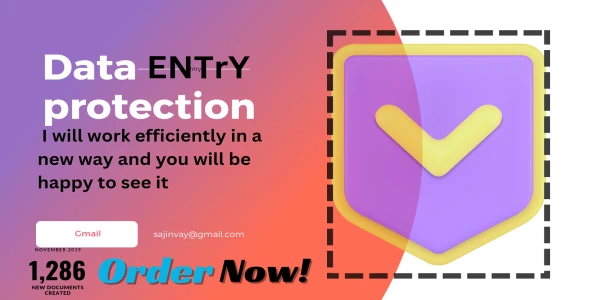 Data ENTrY
protection
I will work efficiently in a
new way and you will be
happy to see it
Gmail
sajinvay@gmail.com
NOVEMBER 2019
1,286
NEW DOCUMENTS
CREATED
Order Now!